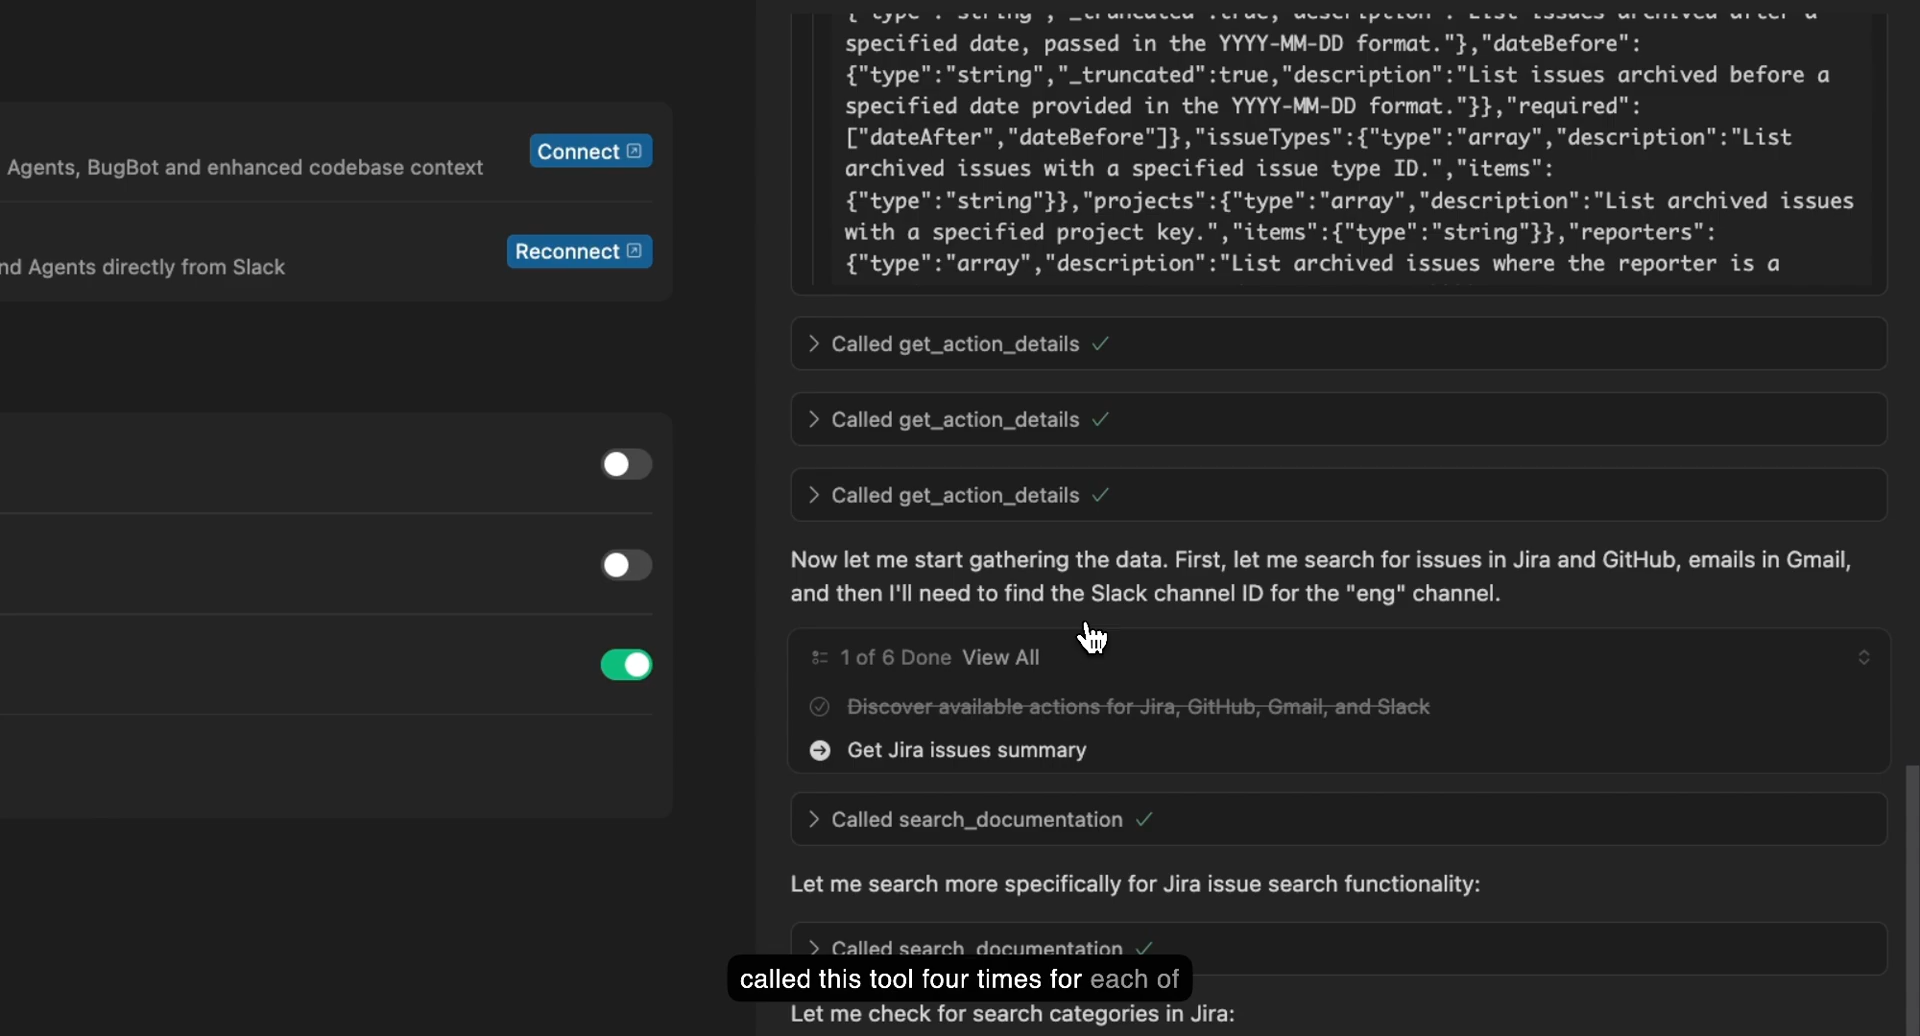 Connect
Agents, BugBot and enhanced codebase context
Reconnect
nd Agents directly from Slack
{"type":"string","_truncated":true,"description":"List issues archived after a
specified date, passed in the YYYY-MM-DD format."},"dateBefore":
{"type":"string","_truncated":true,"description":"List issues archived before a
specified date provided in the YYYY-MM-DD format."}},"required":
["dateAfter","dateBefore"]},"issueTypes":{"type":"array","description":"List
archived issues with a specified issue type ID.","items":
{"type":"string"}},"projects":{"type":"array","description":"List archived issues
with a specified project key.","items":{"type":"string"}},"reporters":
{"type":"array","description":"List archived issues where the reporter is a
Called get_action_details
Called get_action_details
Called get_action_details
Now let me start gathering the data. First, let me search for issues in Jira and GitHub, emails in Gmail,
and then I'll need to find the Slack channel ID for the "eng" channel.
1 of 6 Done View All
Discover available actions for Jira, GitHub, Gmail, and Slack
Get Jira issues summary
Called search_documentation
Let me search more specifically for Jira issue search functionality:
Called search_documentation
called this tool four times for each of
Let me check for search categories in Jira: